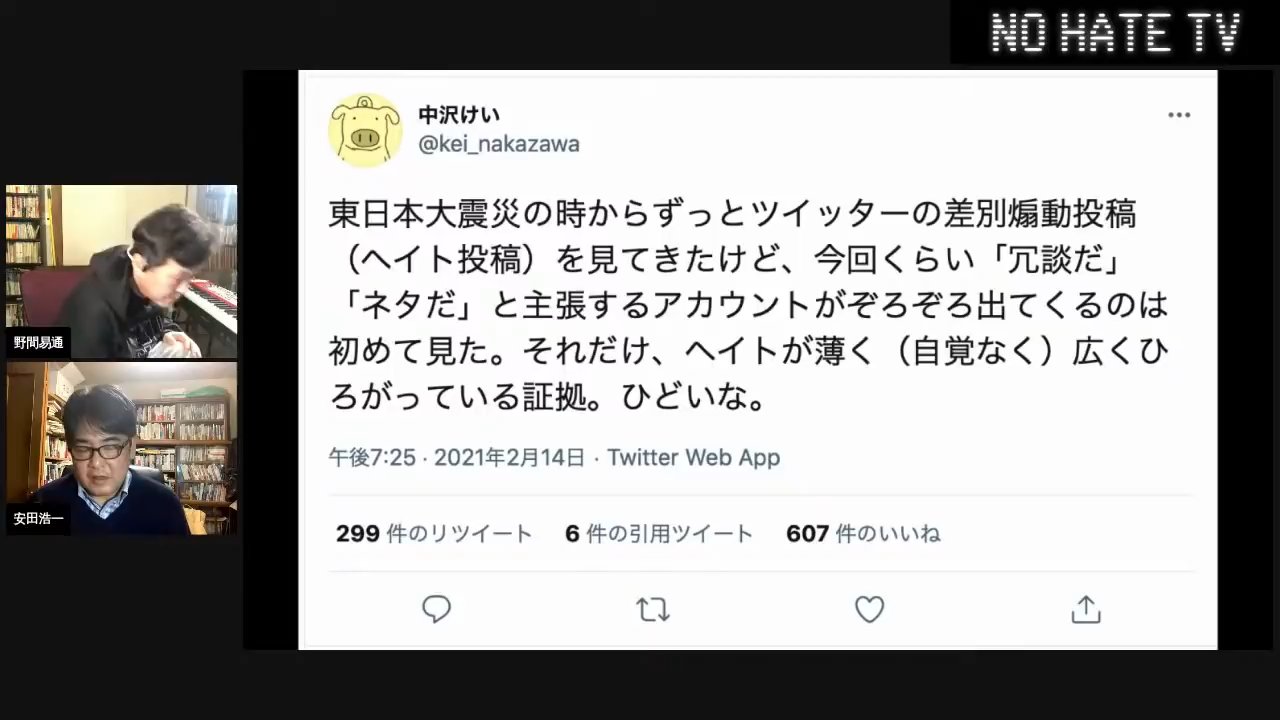 NO HATE TV
中沢けい
@kei_nakazawa
東日本大震災の時からずっとツイッターの差別煽動投稿
（ヘイト投稿）を見てきたけど、今回くらい「冗談だ」
「ネタだ」と主張するアカウントがぞろぞろ出てくるのは
初めて見た。それだけ、ヘイトが薄く（自覚なく）広くひ
ろがっている証拠。ひどいな。
午後7:25 · 2021年2月14日 · Twitter Web App
299 件のリツイート 6 件の引用ツイート 607 件のいいね
野間易通
安田浩一